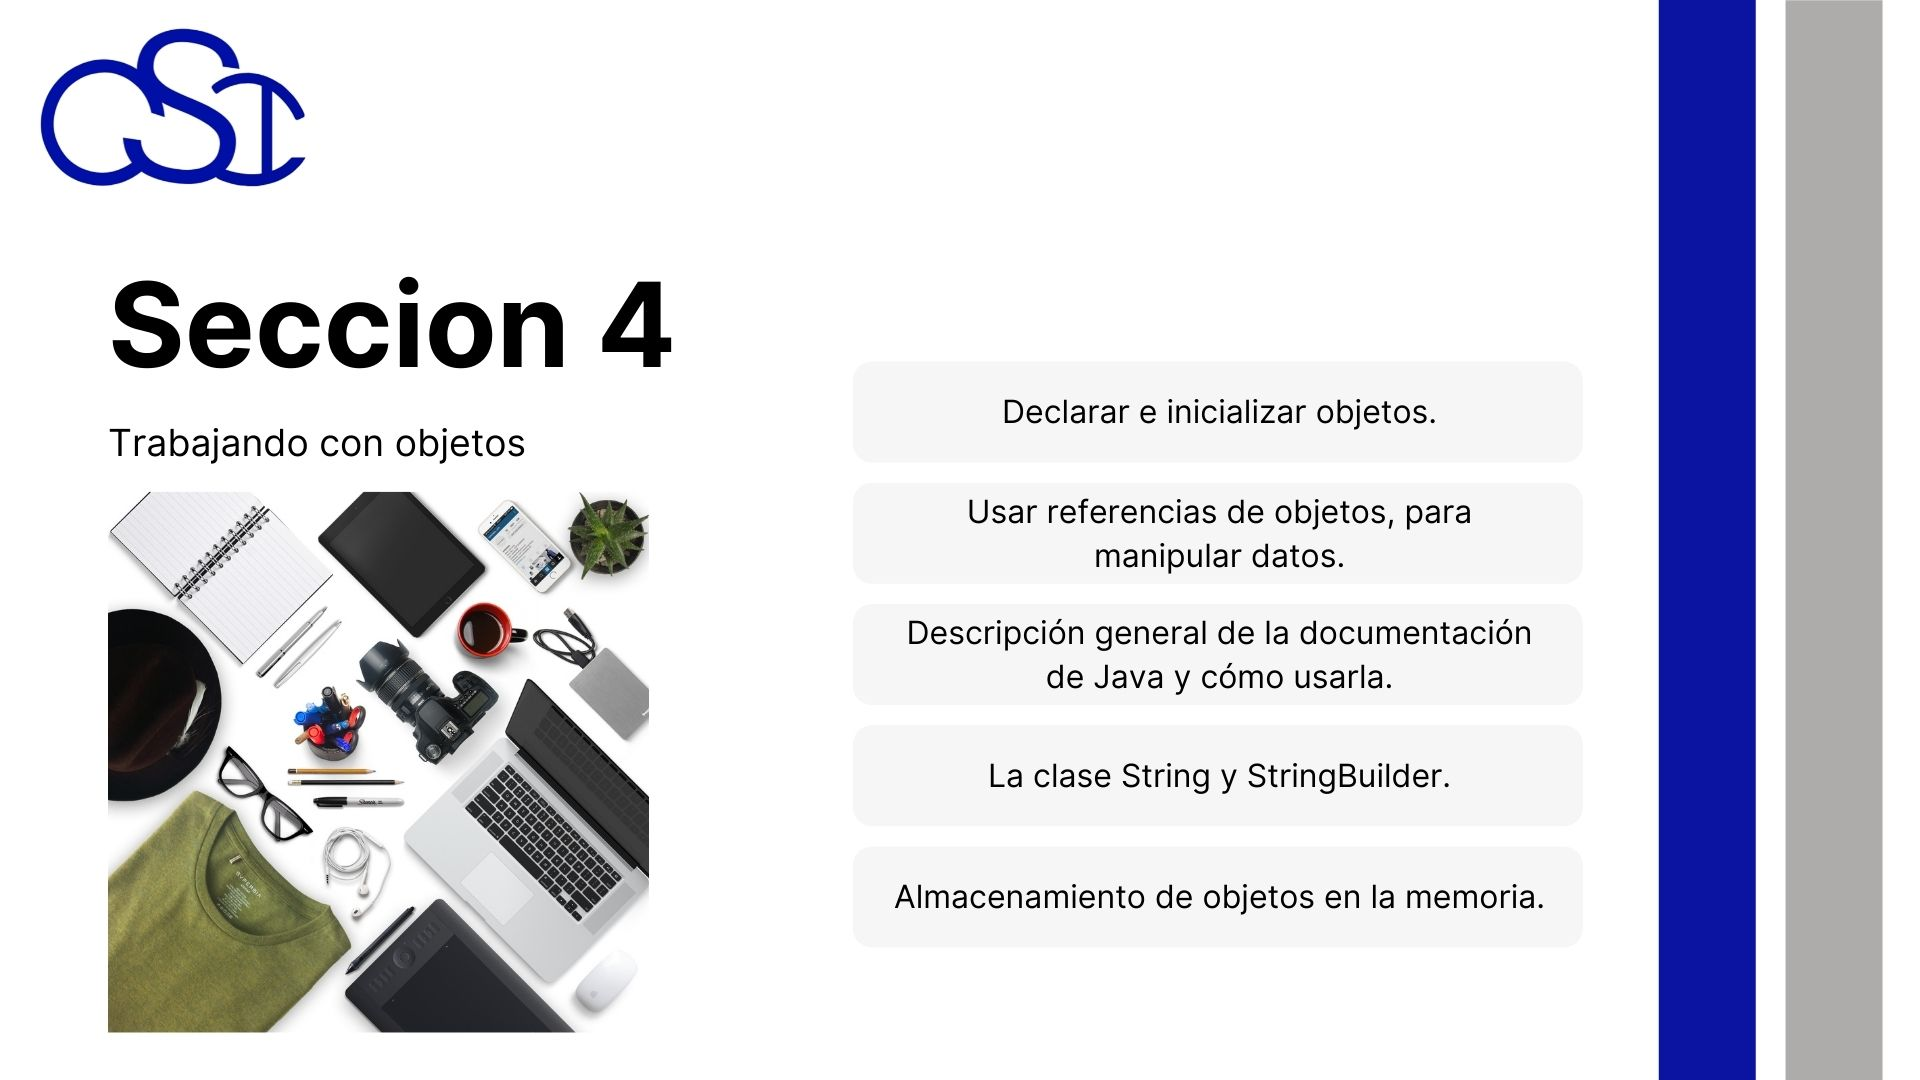 CSTI
Seccion 4
Trabajando con objetos
Declarar e inicializar objetos.
Usar referencias de objetos, para
manipular datos.
Descripción general de la documentación
de Java y cómo usarla.
La clase String y StringBuilder.
Almacenamiento de objetos en la memoria.